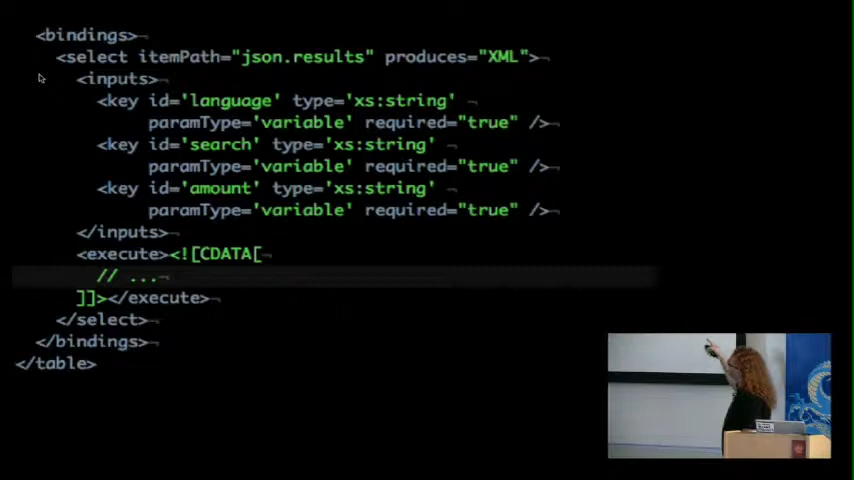 <bindings>¬
<select itemPath="json.results" produces="XML">¬
<inputs>¬
<key id='language' type='xs:string' ¬
paramType='variable' required="true" />¬
<key id='search' type='xs:string' ¬
paramType='variable' required="true" />¬
<key id='amount' type='xs:string' ¬
paramType='variable' required="true" />¬
</inputs>¬
<execute><![CDATA[¬
// ...¬
]]></execute>¬
</select>¬
</bindings>¬
</table>